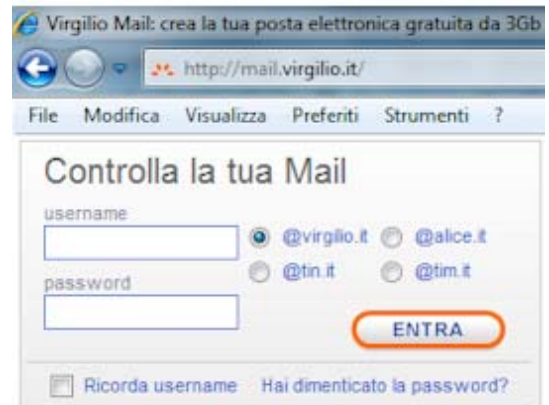 Virgilio Mail: crea la tua posta elettronica gratuita da 3Gb
http://mail.virgilio.it/
File Modifica Visualizza Preferiti Strumenti ?
Controlla la tua Mail
username
@virgilio.it @alice.it
@tin.it @tim.it
password
ENTRA
Ricorda username Hai dimenticato la password?